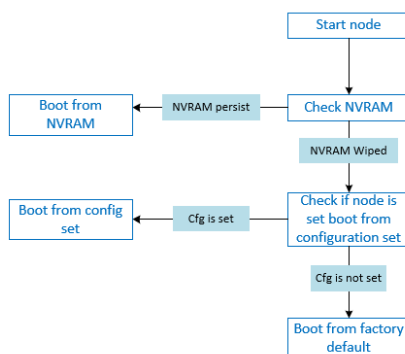 Start node
Boot from
NVRAM
NVRAM persist
Check NVRAM
NVRAM Wiped
Boot from config
set
Cfg is set
Check if node is
set boot from
configuration set
Cfg is not set
Boot from factory
default